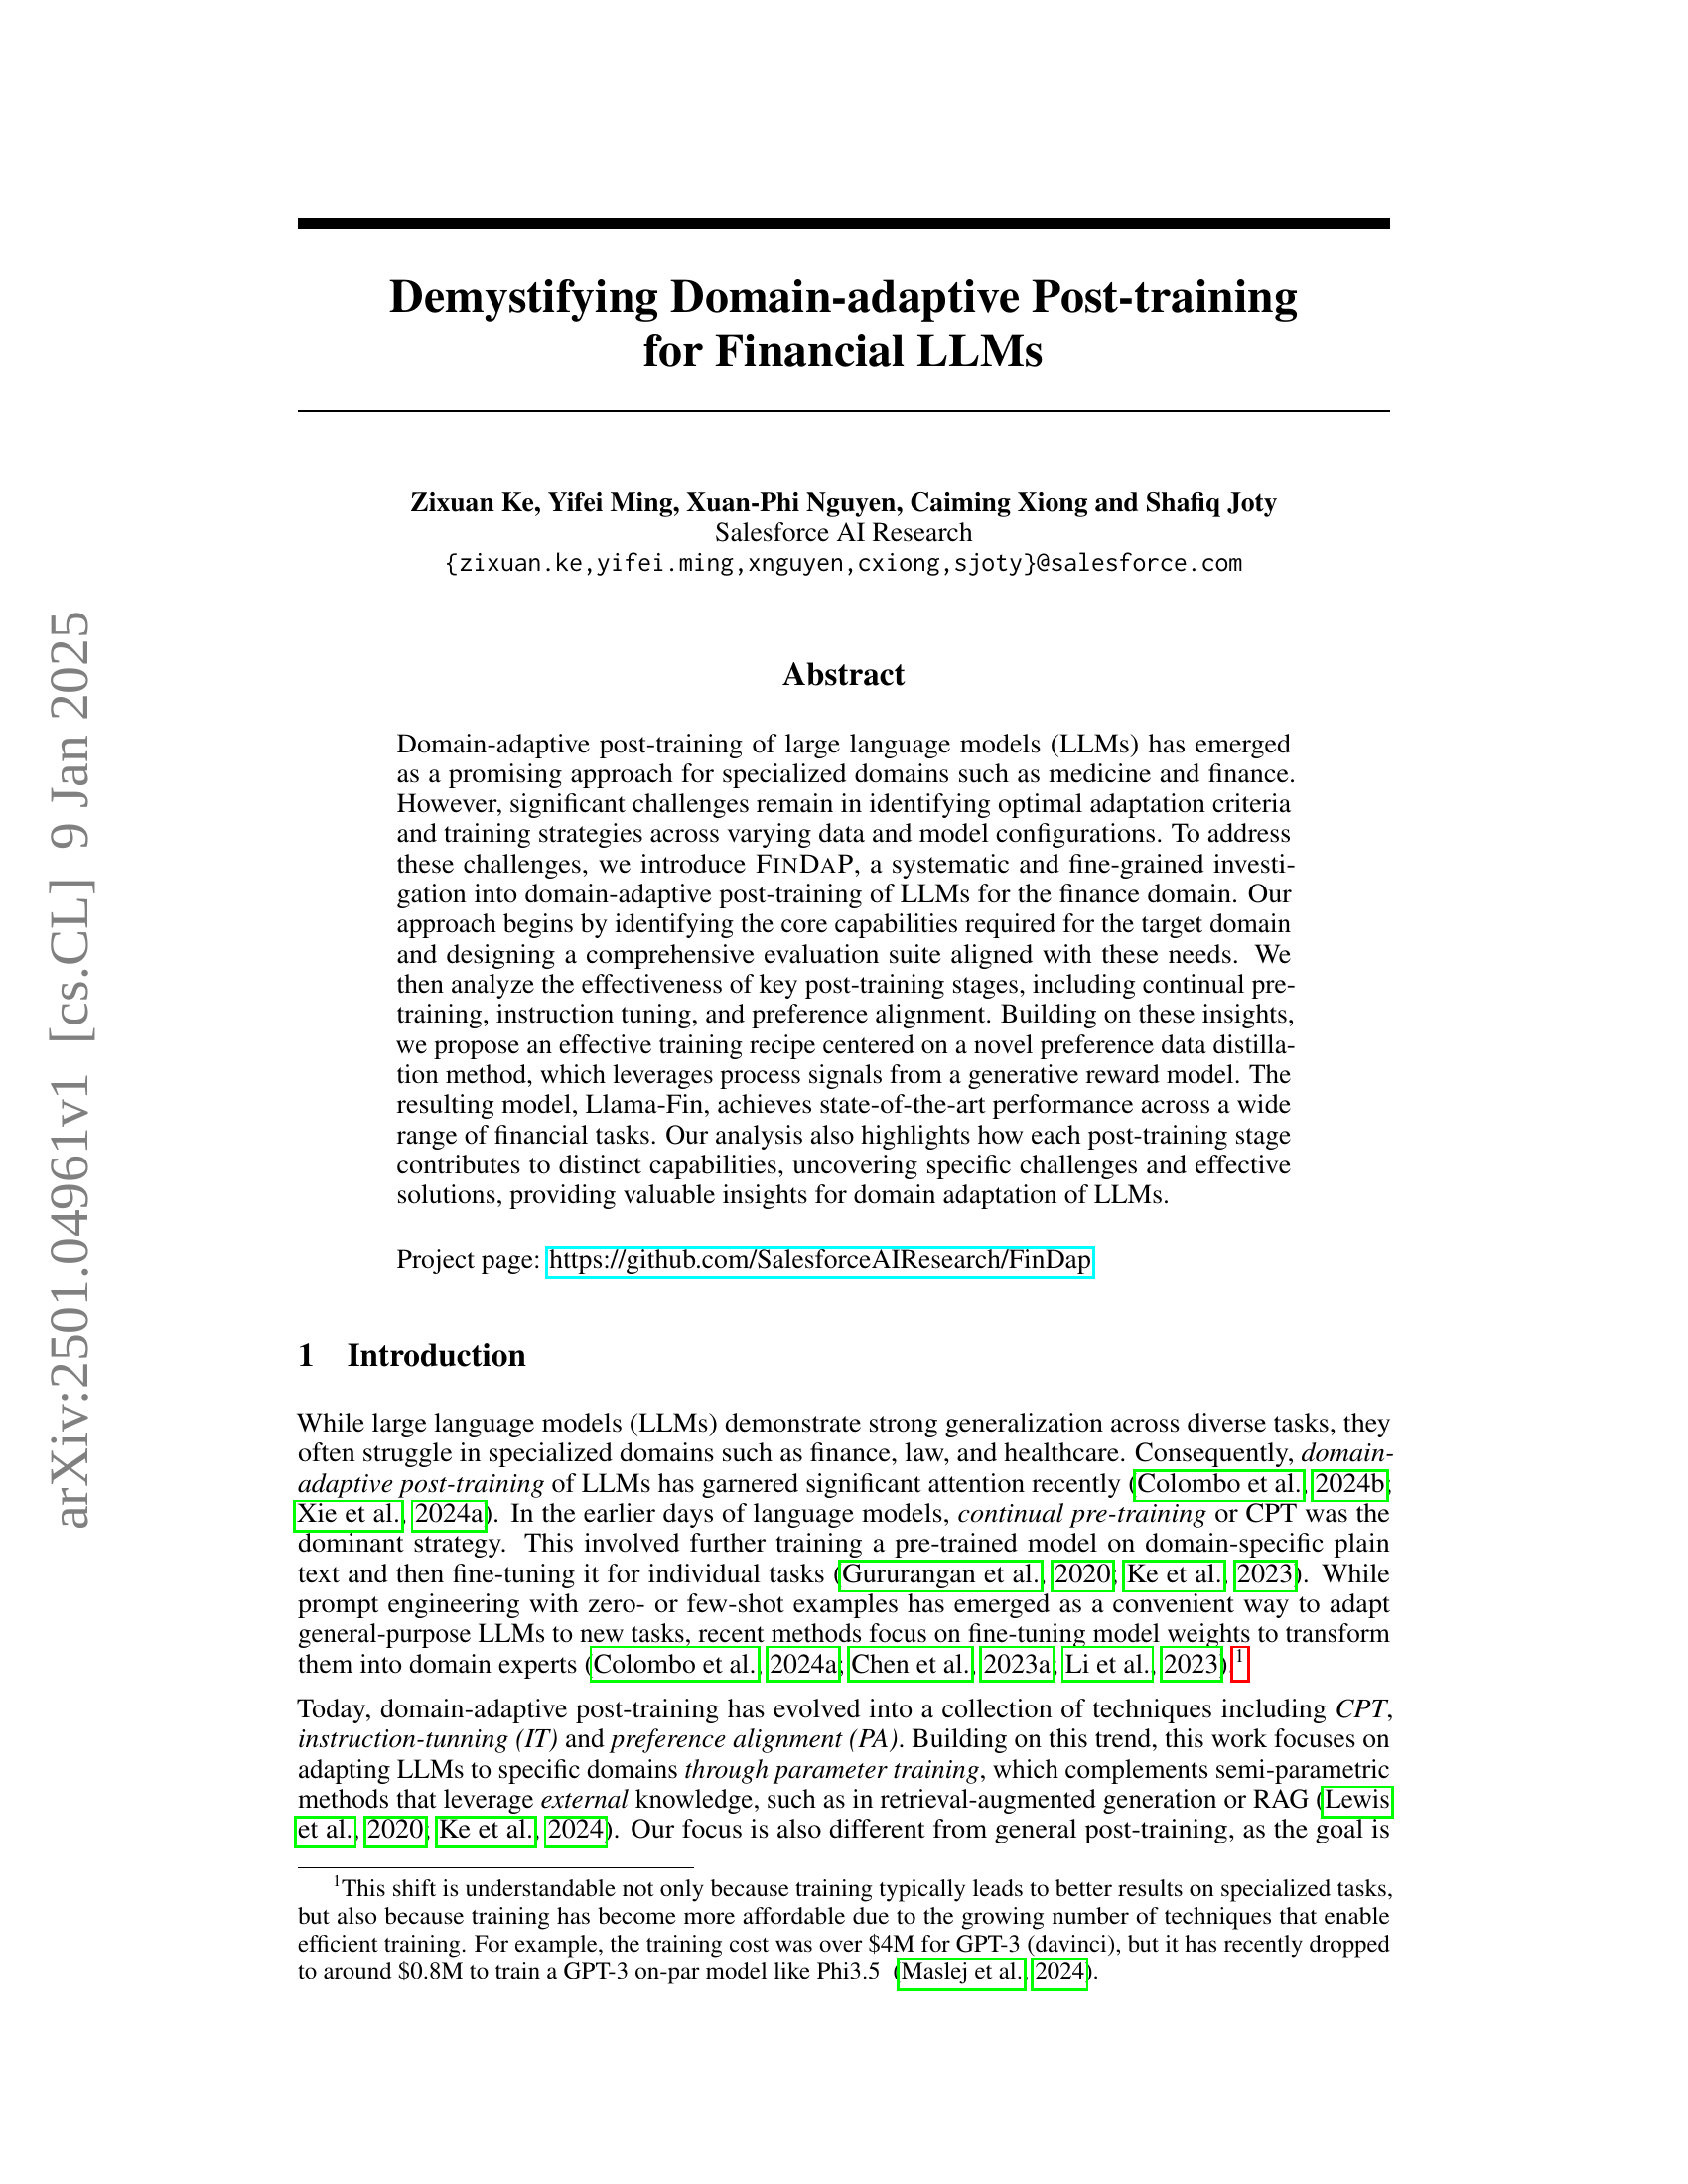 Demystifying Domain-adaptive Post-training
for Financial LLMs
Zixuan Ke, Yifei Ming, Xuan-Phi Nguyen, Caiming Xiong and Shafiq Joty
Salesforce AI Research
{zixuan.ke,yifei.ming,xnguyen,cxiong,sjoty}@salesforce.com
arXiv:2501.04961v1 [cs.CL] 9 Jan 2025
Abstract
Domain-adaptive post-training of large language models (LLMs) has emerged
as a promising approach for specialized domains such as medicine and finance.
However, significant challenges remain in identifying optimal adaptation criteria
and training strategies across varying data and model configurations. To address
these challenges, we introduce FINDAP, a systematic and fine-grained investi-
gation into domain-adaptive post-training of LLMs for the finance domain. Our
approach begins by identifying the core capabilities required for the target domain
and designing a comprehensive evaluation suite aligned with these needs. We
then analyze the effectiveness of key post-training stages, including continual pre-
training, instruction tuning, and preference alignment. Building on these insights,
we propose an effective training recipe centered on a novel preference data distilla-
tion method, which leverages process signals from a generative reward model. The
resulting model, Llama-Fin, achieves state-of-the-art performance across a wide
range of financial tasks. Our analysis also highlights how each post-training stage
contributes to distinct capabilities, uncovering specific challenges and effective
solutions, providing valuable insights for domain adaptation of LLMs.
Project page: https://github.com/SalesforceAIResearch/FinDap
1 Introduction
While large language models (LLMs) demonstrate strong generalization across diverse tasks, they
often struggle in specialized domains such as finance, law, and healthcare. Consequently, domain-
adaptive post-training of LLMs has garnered significant attention recently (Colombo et al., 2024b;
Xie et al., 2024a). In the earlier days of language models, continual pre-training or CPT was the
dominant strategy. This involved further training a pre-trained model on domain-specific plain
text and then fine-tuning it for individual tasks (Gururangan et al., 2020; Ke et al., 2023). While
prompt engineering with zero- or few-shot examples has emerged as a convenient way to adapt
general-purpose LLMs to new tasks, recent methods focus on fine-tuning model weights to transform
them into domain experts (Colombo et al., 2024a; Chen et al., 2023a; Li et al., 2023).1
Today, domain-adaptive post-training has evolved into a collection of techniques including CPT,
instruction-tunning (IT) and preference alignment (PA). Building on this trend, this work focuses on
adapting LLMs to specific domains through parameter training, which complements semi-parametric
methods that leverage external knowledge, such as in retrieval-augmented generation or RAG (Lewis
et al., 2020; Ke et al., 2024). Our focus is also different from general post-training, as the goal is
1This shift is understandable not only because training typically leads to better results on specialized tasks,
but also because training has become more affordable due to the growing number of techniques that enable
efficient training. For example, the training cost was over $4M for GPT-3 (davinci), but it has recently dropped
to around $0.8M to train a GPT-3 on-par model like Phi3.5 (Maslej et al., 2024).